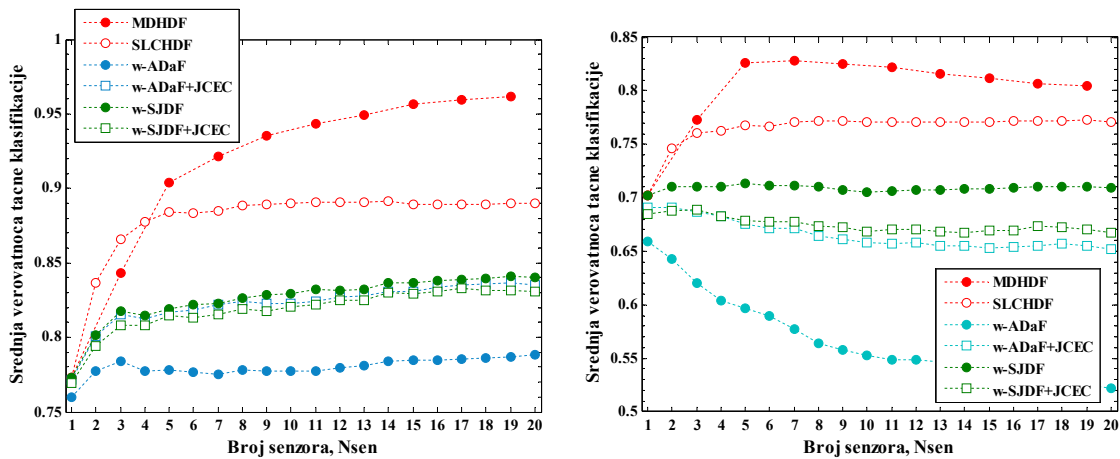 MDHDF
SLCHDF
w-ADaF
w-ADaF+JCEC
w-SJDF
w-SJDF+JCEC
Srednja verovatnoca tacne klasifikacije
1
0.95
0.9
0.85
0.8
0.75
1 2 3 4 5 6 7 8 9 10 11 12 13 14 15 16 17 18 19 20
Broj senzora, Nsen
Srednja verovatnoca tacne klasifikacije
0.85
0.8
0.75
0.7
0.65
0.6
0.55
0.5
MDHDF
SLCHDF
w-ADaF
w-ADaF+JCEC
w-SJDF
w-SJDF+JCEC
1 2 3 4 5 6 7 8 9 10 11 12 13 14 15 16 17 18 19 20
Broj senzora, Nsen